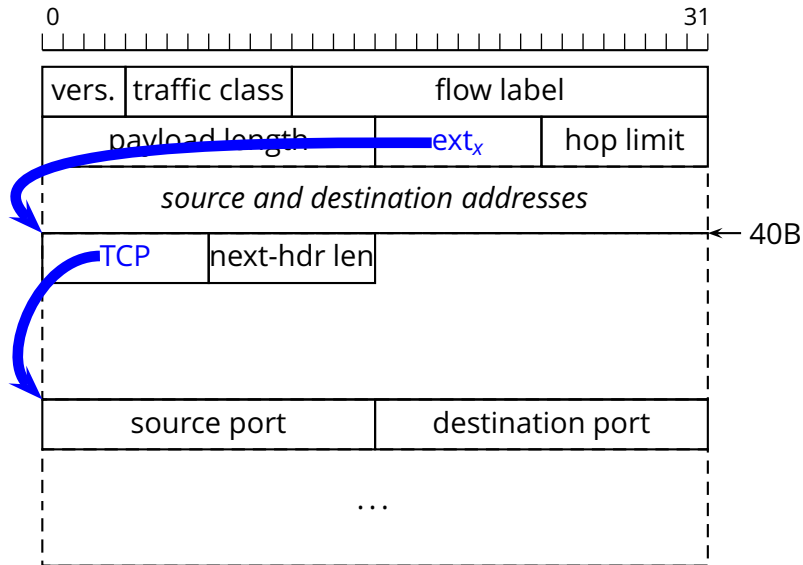 0 31
vers. traffic class flow label
payload length extₓ hop limit
source and destination addresses
40B
TCP next-hdr len
source port destination port
...